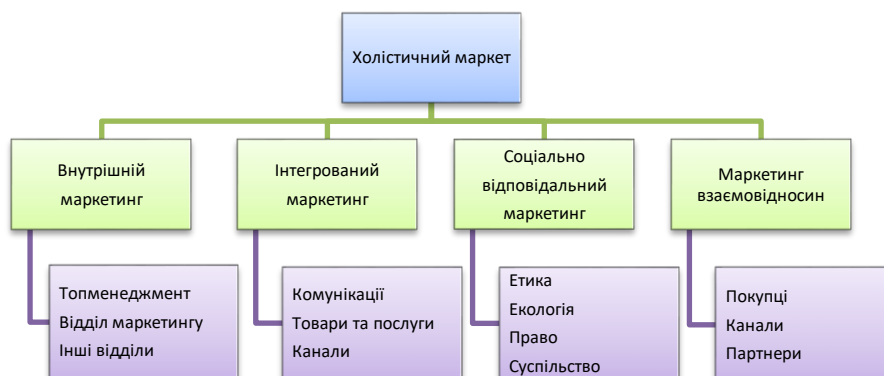 Холістичний маркет
Внутрішній
маркетинг
Інтегрований
маркетинг
Соціально
відповідальний
маркетинг
Маркетинг
взаємовідносин
Топменеджмент
Відділ маркетингу
Інші відділи
Комунікації
Товари та послуги
Канали
Етика
Екологія
Право
Суспільство
Покупці
Канали
Партнери